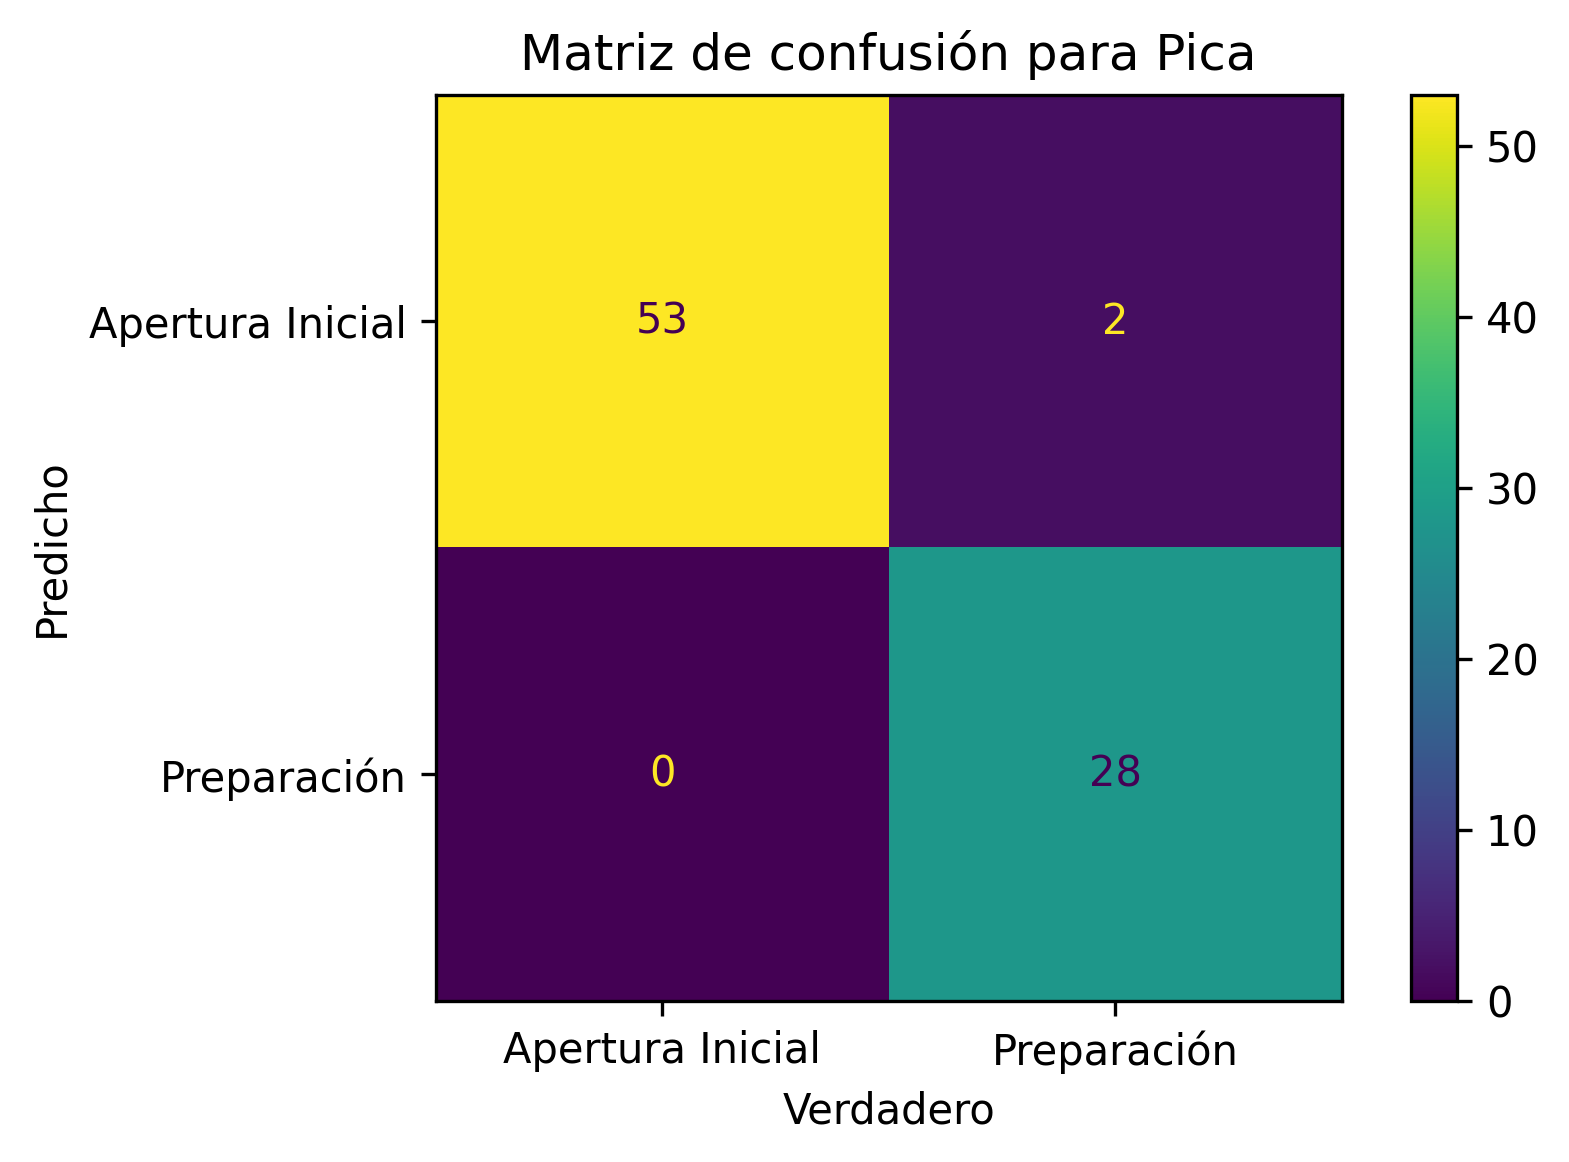 Matriz de confusión para Pica
Apertura Inicial
Preparación
Predicho
53
2
0
28
Apertura Inicial
Preparación
Verdadero
50
40
30
20
10
0